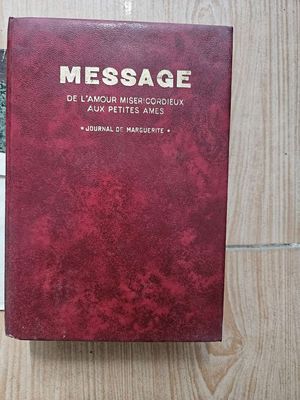 MESSAGE
DE L'AMOUR MISERICORDIEUX
AUX PETITES AMES
* JOURNAL DE MARGUERITE *